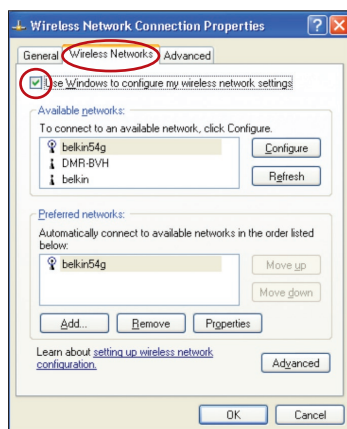 Wireless Network Connection Properties
General Wireless Networks Advanced
Use Windows to configure my wireless network settings
Available networks:
To connect to an available network, click Configure.
belkin54g
Configure
DMR-BVH
belkin
Refresh
Preferred networks:
Automatically connect to available networks in the order listed
below:
belkin54g
Move up
Move down
Add... Remove Properties
Learn about setting up wireless network
configuration.
Advanced
OK Cancel